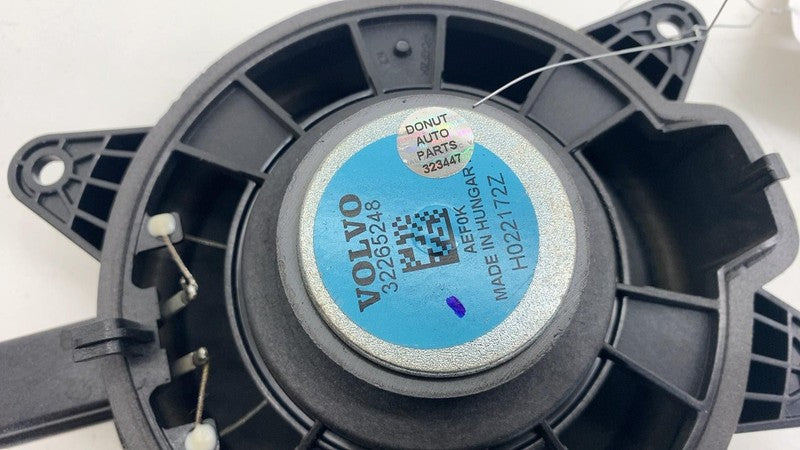 DONUT
AUTO
PARTS
323447
VOLVO
32265248
AEF0K
MADE IN HUNGAR
H022172Z